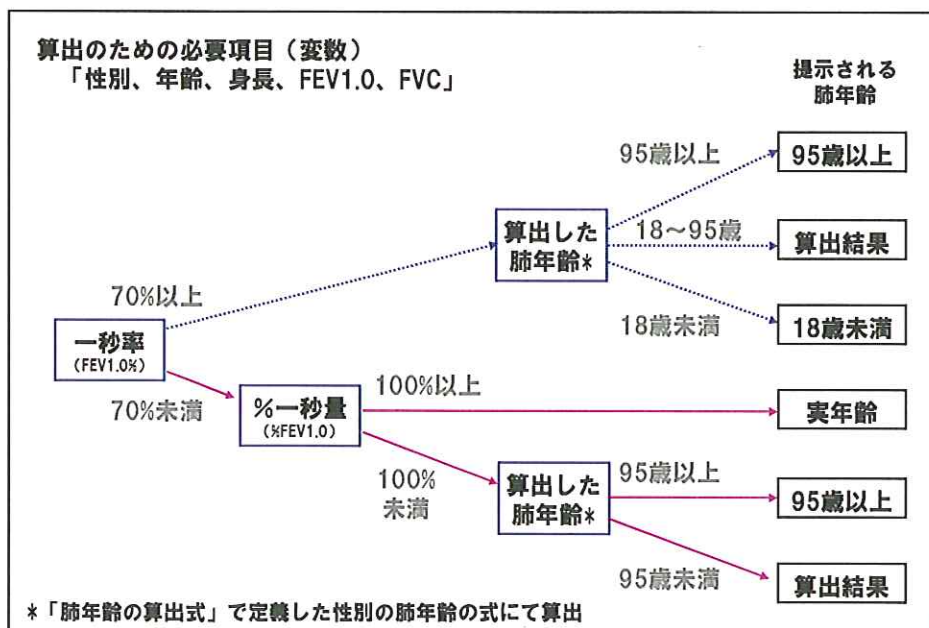 算出のための必要項目（変数）
「性別、年齢、身長、FEV1.0、FVC」
提示される
肺年齢
95歳以上
95歳以上
算出した
肺年齢*
18〜95歳
算出結果
70%以上
18歳未満
18歳未満
一秒率
(FEV1.0%)
100%以上
実年齢
70%未満
%一秒量
(%FEV1.0)
100%
未満
算出した
肺年齢*
95歳以上
95歳以上
95歳未満
算出結果
*「肺年齢の算出式」で定義した性別の肺年齢の式にて算出